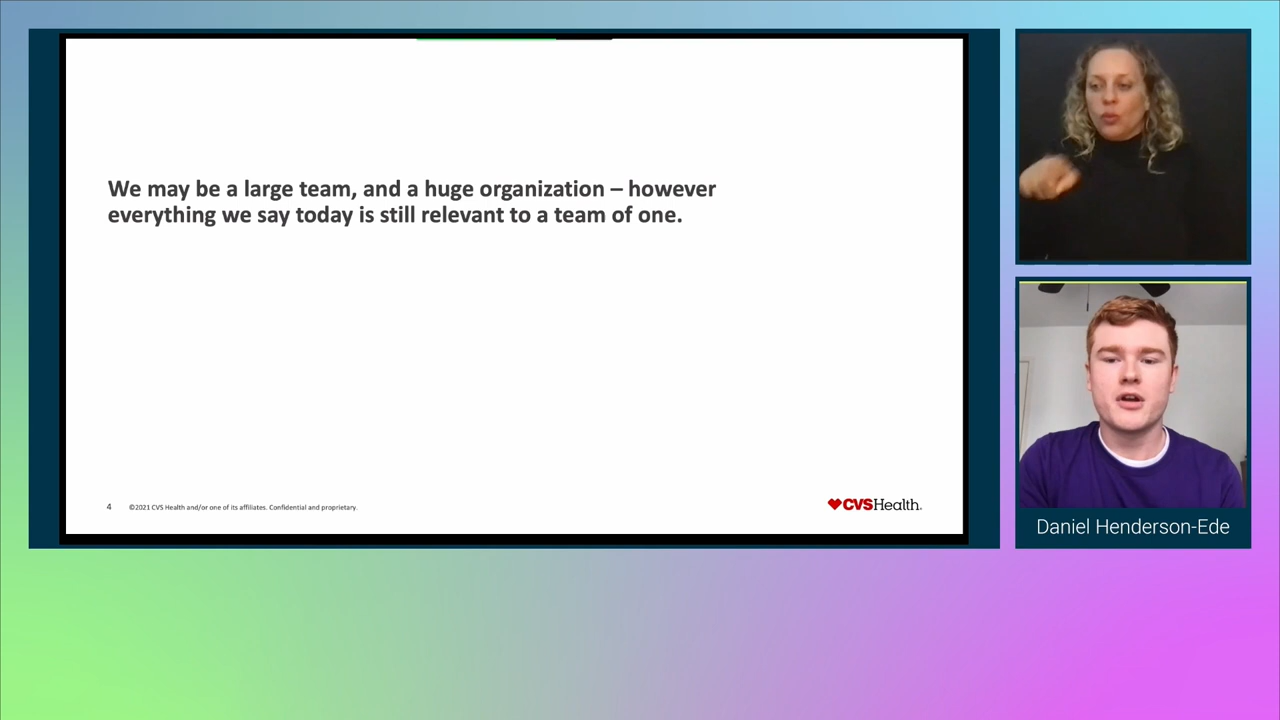 We may be a large team, and a huge organization – however
everything we say today is still relevant to a team of one.
4 ©2021 CVS Health and/or one of its affiliates. Confidential and proprietary.
CVSHealth.
Daniel Henderson-Ede